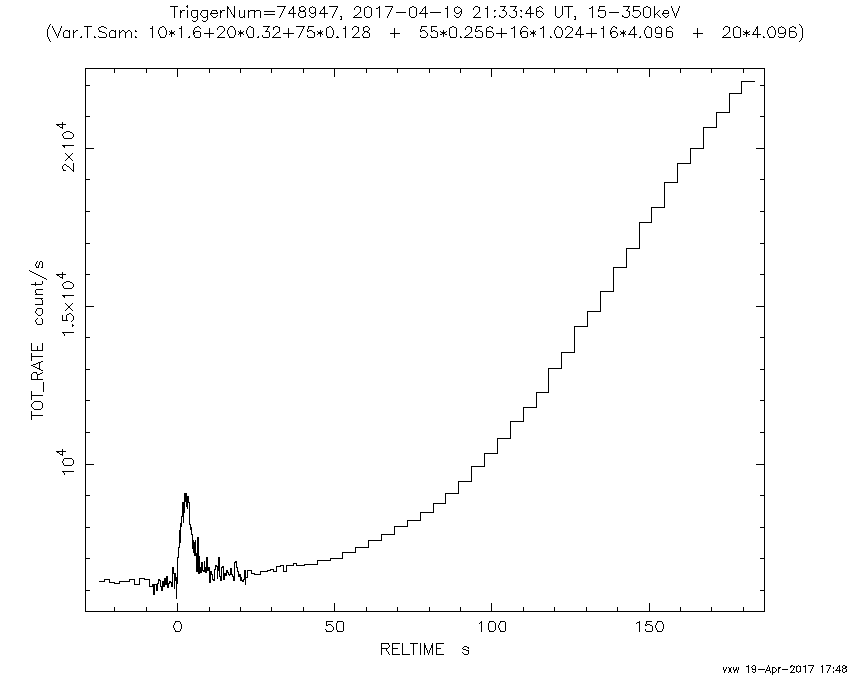 TriggerNum=748947, 2017-04-19 21:33:46 UT, 15-350keV
(Var.T.Sam: 10*1.6+20*0.32+75*0.128 + 55*0.256+16*1.024+16*4.096 + 20*4.096)
2×10⁴
1.5×10⁴
10⁴
TOT_RATE count/s
0 50 100 150
RELTIME s
vxw 19-Apr-2017 17:48